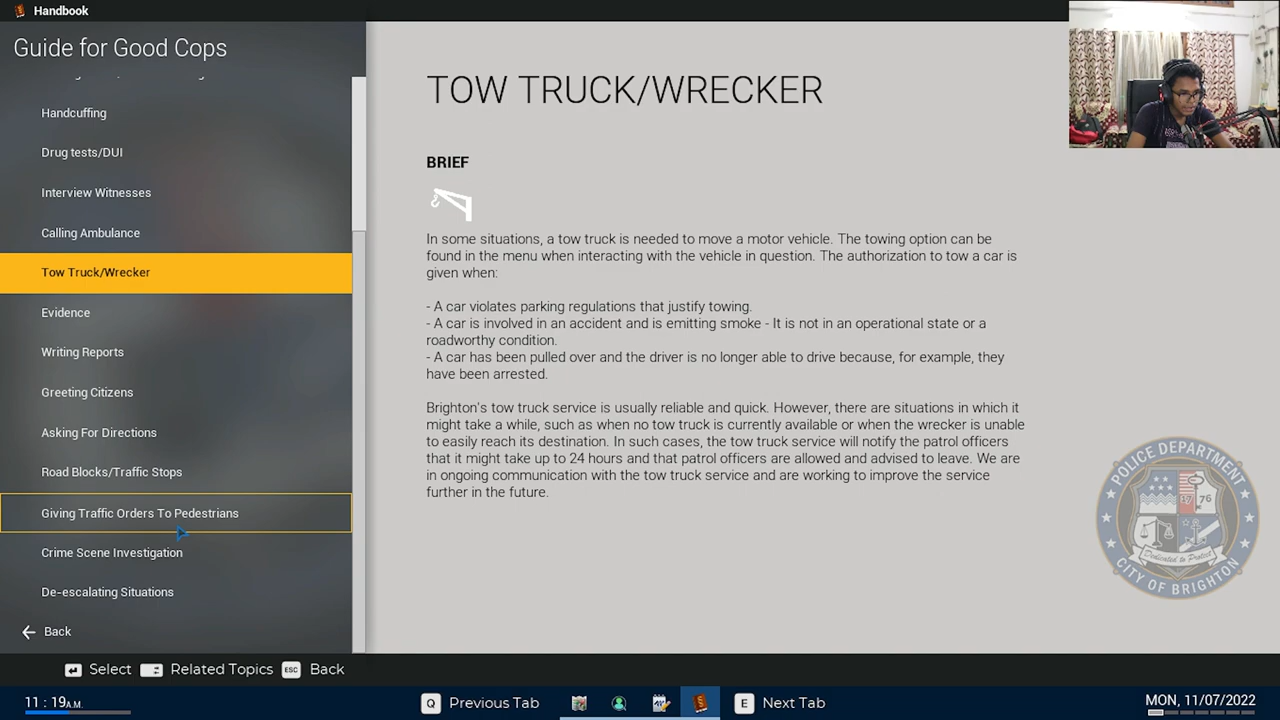 Handbook
Guide for Good Cops
Handcuffing
Drug tests/DUI
Interview Witnesses
Calling Ambulance
Tow Truck/Wrecker
Evidence
Writing Reports
Greeting Citizens
Asking For Directions
Road Blocks/Traffic Stops
Giving Traffic Orders To Pedestrians
Crime Scene Investigation
De-escalating Situations
Back
TOW TRUCK/WRECKER
BRIEF
In some situations, a tow truck is needed to move a motor vehicle. The towing option can be
found in the menu when interacting with the vehicle in question. The authorization to tow a car is
given when:
- A car violates parking regulations that justify towing.
- A car is involved in an accident and is emitting smoke - It is not in an operational state or a
roadworthy condition.
- A car has been pulled over and the driver is no longer able to drive because, for example, they
have been arrested.
Brighton's tow truck service is usually reliable and quick. However, there are situations in which it
might take a while, such as when no tow truck is currently available or when the wrecker is unable
to easily reach its destination. In such cases, the tow truck service will notify the patrol officers
that it might take up to 24 hours and that patrol officers are allowed and advised to leave. We are
in ongoing communication with the tow truck service and are working to improve the service
further in the future.
POLICE DEPARTMENT
17 76
Dedicated to Protect
CITY OF BRIGHTON
Select Related Topics ESC Back
11 : 19 A.M.
Q Previous Tab E Next Tab
MON, 11/07/2022